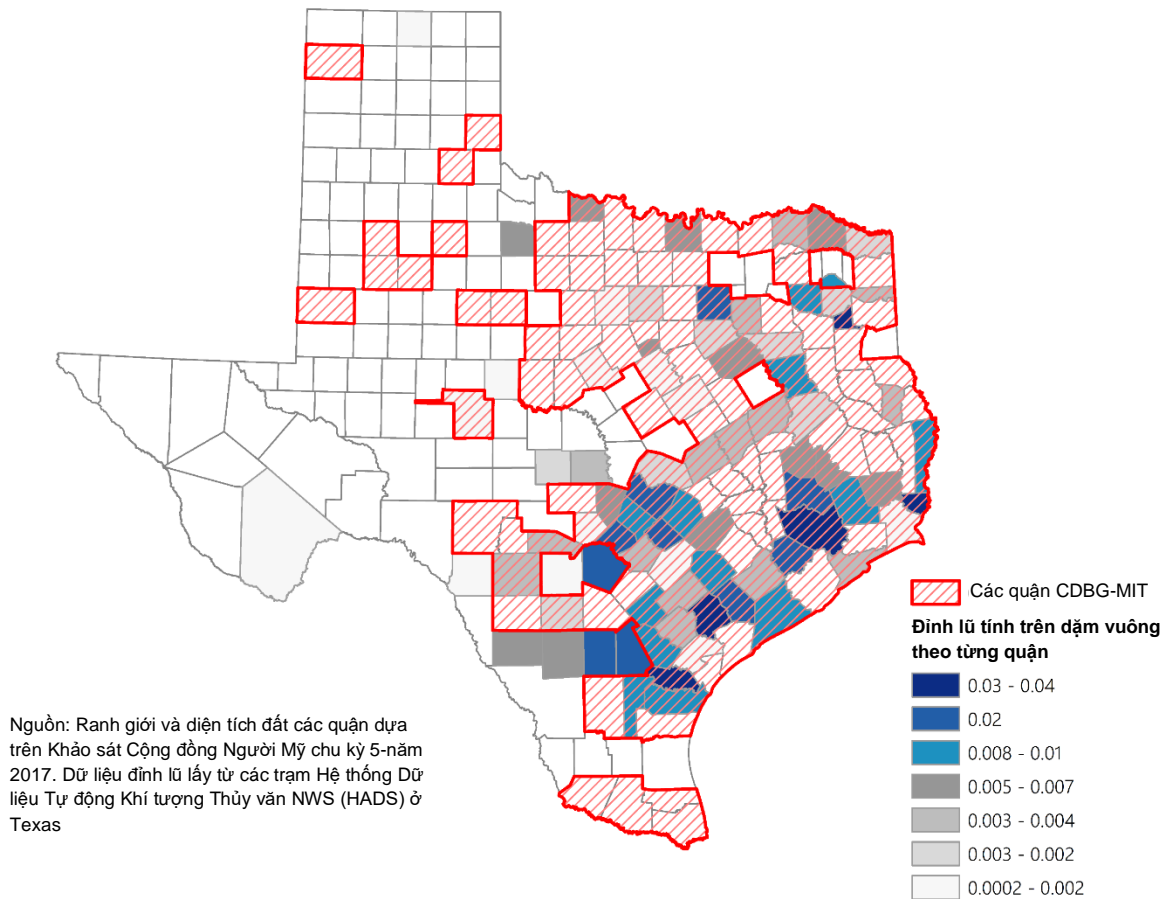 Các quận CDBG-MIT
Đỉnh lũ tính trên dặm vuông
theo từng quận
0.03 - 0.04
0.02
0.008 - 0.01
0.005 - 0.007
0.003 - 0.004
0.003 - 0.002
0.0002 - 0.002
Nguồn: Ranh giới và diện tích đất các quận dựa
trên Khảo sát Cộng đồng Người Mỹ chu kỳ 5-năm
2017. Dữ liệu đỉnh lũ lấy từ các trạm Hệ thống Dữ
liệu Tự động Khí tượng Thủy văn NWS (HADS) ở
Texas